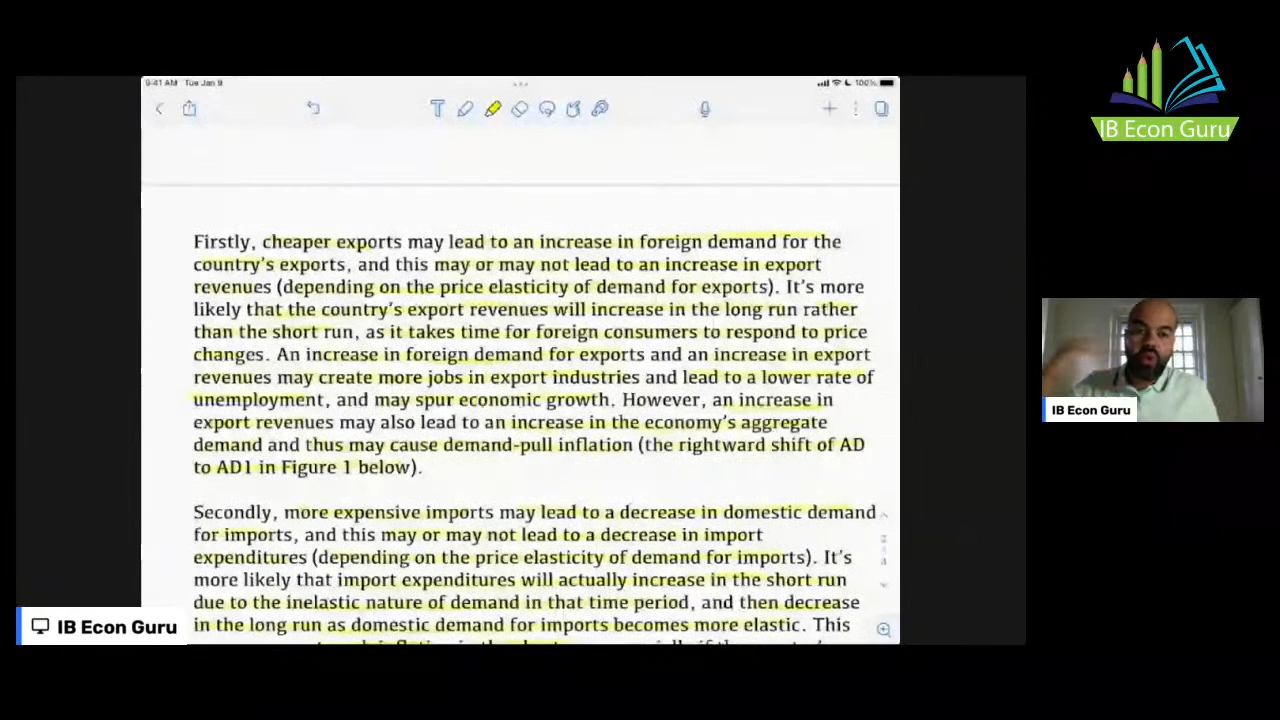 9:41 AM Tue Jan 9
100%
IB Econ Guru
Firstly, cheaper exports may lead to an increase in foreign demand for the
country's exports, and this may or may not lead to an increase in export
revenues (depending on the price elasticity of demand for exports). It's more
likely that the country's export revenues will increase in the long run rather
than the short run, as it takes time for foreign consumers to respond to price
changes. An increase in foreign demand for exports and an increase in export
revenues may create more jobs in export industries and lead to a lower rate of
unemployment, and may spur economic growth. However, an increase in
export revenues may also lead to an increase in the economy's aggregate
demand and thus may cause demand-pull inflation (the rightward shift of AD
to AD1 in Figure 1 below).
Secondly, more expensive imports may lead to a decrease in domestic demand
for imports, and this may or may not lead to a decrease in import
expenditures (depending on the price elasticity of demand for imports). It's
more likely that import expenditures will actually increase in the short run
due to the inelastic nature of demand in that time period, and then decrease
in the long run as domestic demand for imports becomes more elastic. This
IB Econ Guru
IB Econ Guru